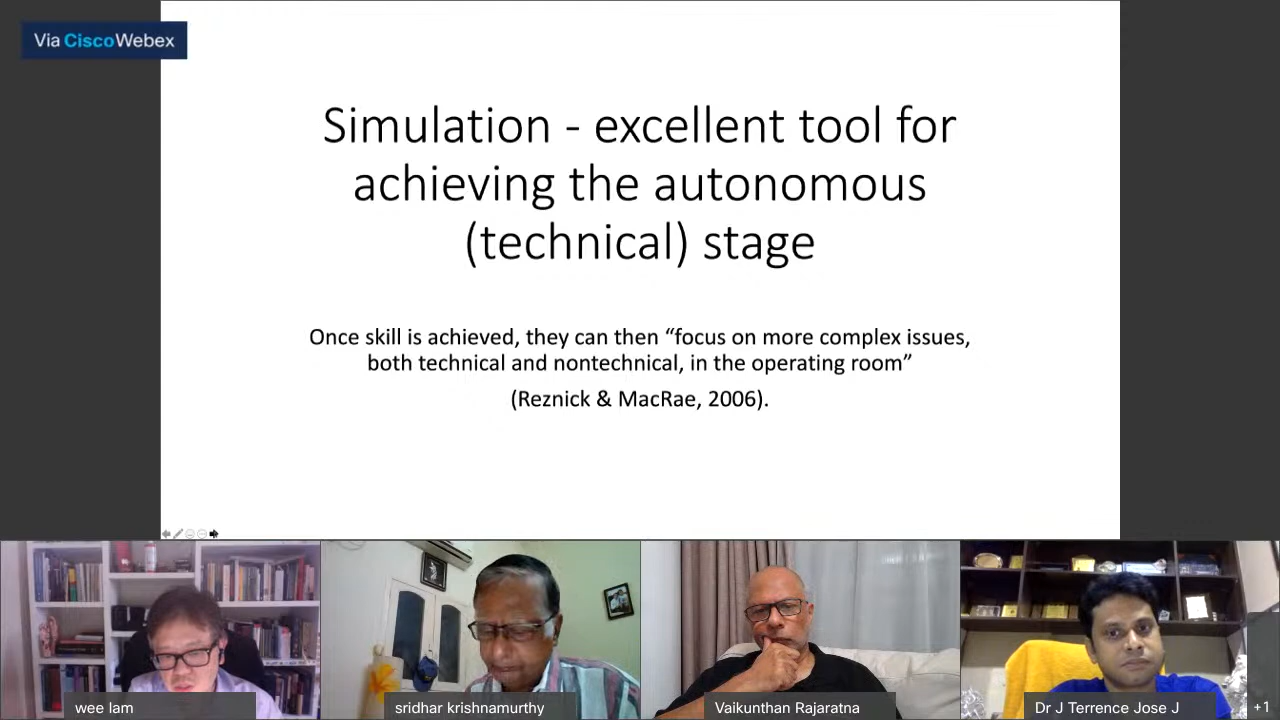 Via CiscoWebex
Simulation - excellent tool for
achieving the autonomous
(technical) stage
Once skill is achieved, they can then “focus on more complex issues,
both technical and nontechnical, in the operating room”
(Reznick & MacRae, 2006).
wee lam
sridhar krishnamurthy
Vaikunthan Rajaratna
Dr J Terrence Jose J
+1